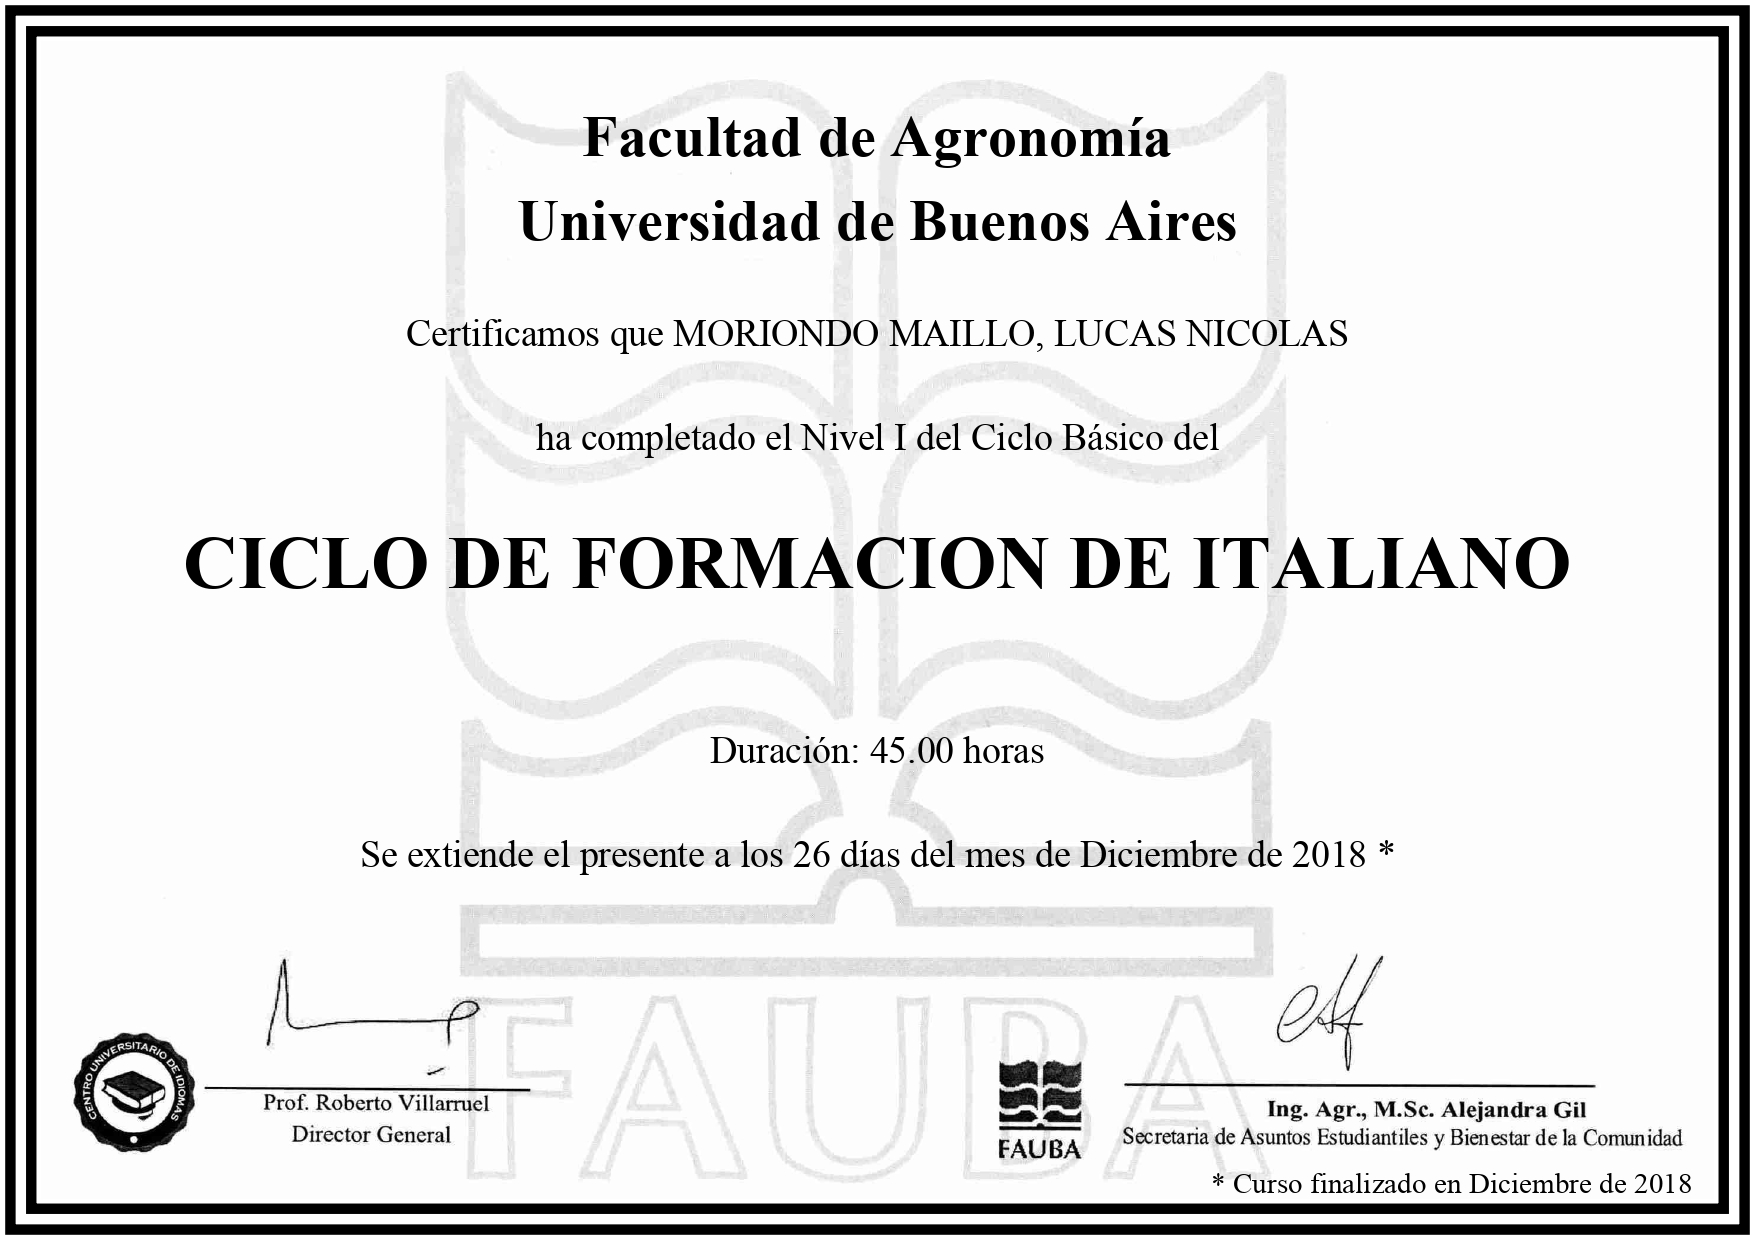 Facultad de Agronomía
Universidad de Buenos Aires
Certificamos que MORIONDO MAILLO, LUCAS NICOLAS
ha completado el Nivel I del Ciclo Básico del
CICLO DE FORMACION DE ITALIANO
Duración: 45.00 horas
Se extiende el presente a los 26 días del mes de Diciembre de 2018 *
FAUBA
CENTRO UNIVERSITARIO DE IDIOMAS
Prof. Roberto Villarruel
Director General
FAUBA
Ing. Agr., M.Sc. Alejandra Gil
Secretaria de Asuntos Estudiantiles y Bienestar de la Comunidad
* Curso finalizado en Diciembre de 2018